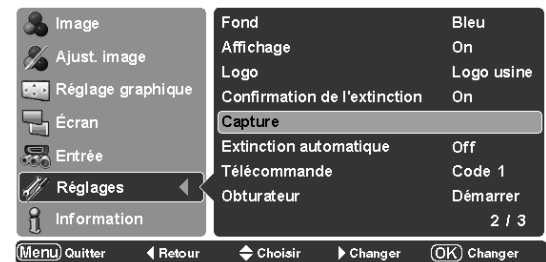 Image
Ajust. image
Réglage graphique
Écran
Entrée
Réglages
Information
Fond Bleu
Affichage On
Logo Logo usine
Confirmation de l'extinction On
Capture
Extinction automatique Off
Télécommande Code 1
Obturateur Démarrer
2 / 3
Menu Quitter Retour Choisir Changer OK Changer